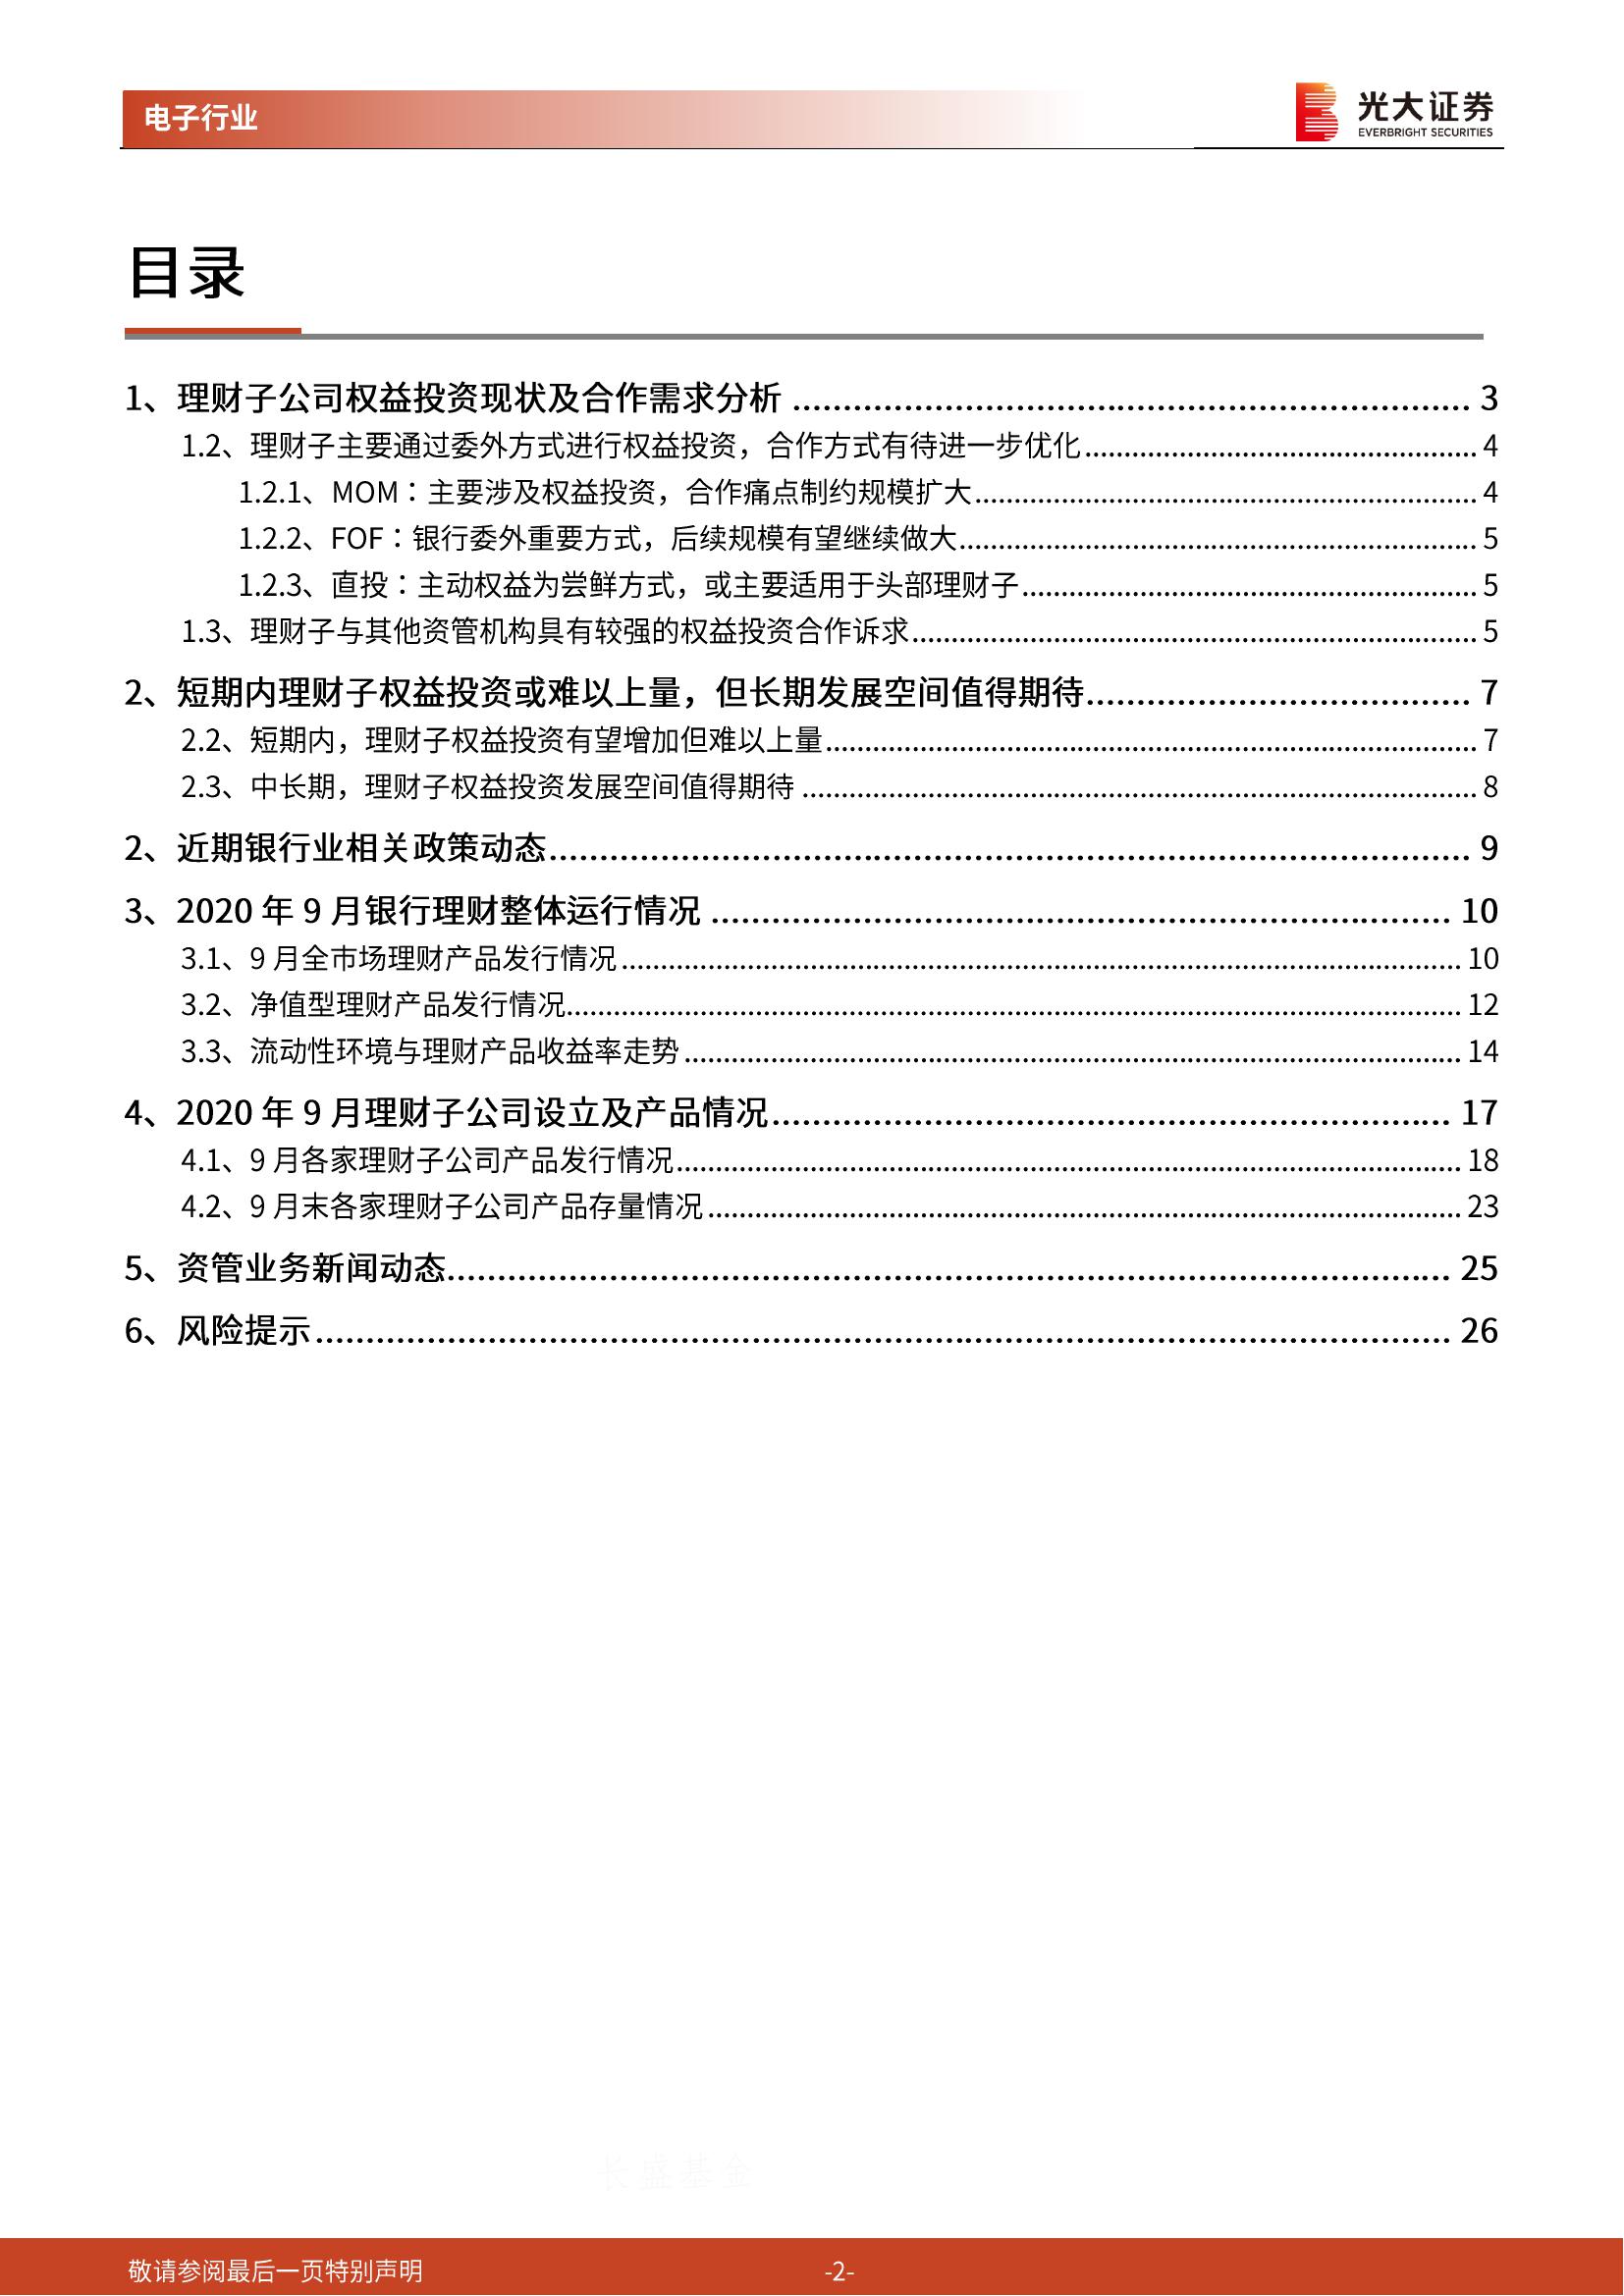 电子行业
光大证券
EVERBRIGHT SECURITIES
目录
1、理财子公司权益投资现状及合作需求分析 ........ 3
1.2、理财子主要通过委外方式进行权益投资，合作方式有待进一步优化 ........ 4
1.2.1、MOM：主要涉及权益投资，合作痛点制约规模扩大 ........ 4
1.2.2、FOF：银行委外重要方式，后续规模有望继续做大 ........ 5
1.2.3、直投：主动权益为尝鲜方式，或主要适用于头部理财子 ........ 5
1.3、理财子与其他资管机构具有较强的权益投资合作诉求 ........ 5
2、短期内理财子权益投资或难以上量，但长期发展空间值得期待 ........ 7
2.2、短期内，理财子权益投资有望增加但难以上量 ........ 7
2.3、中长期，理财子权益投资发展空间值得期待 ........ 8
2、近期银行业相关政策动态 ........ 9
3、2020 年 9 月银行理财整体运行情况 ........ 10
3.1、9 月全市场理财产品发行情况 ........ 10
3.2、净值型理财产品发行情况 ........ 12
3.3、流动性环境与理财产品收益率走势 ........ 14
4、2020 年 9 月理财子公司设立及产品情况 ........ 17
4.1、9 月各家理财子公司产品发行情况 ........ 18
4.2、9 月末各家理财子公司产品存量情况 ........ 23
5、资管业务新闻动态 ........ 25
6、风险提示 ........ 26
长盛基金
敬请参阅最后一页特别声明
-2-